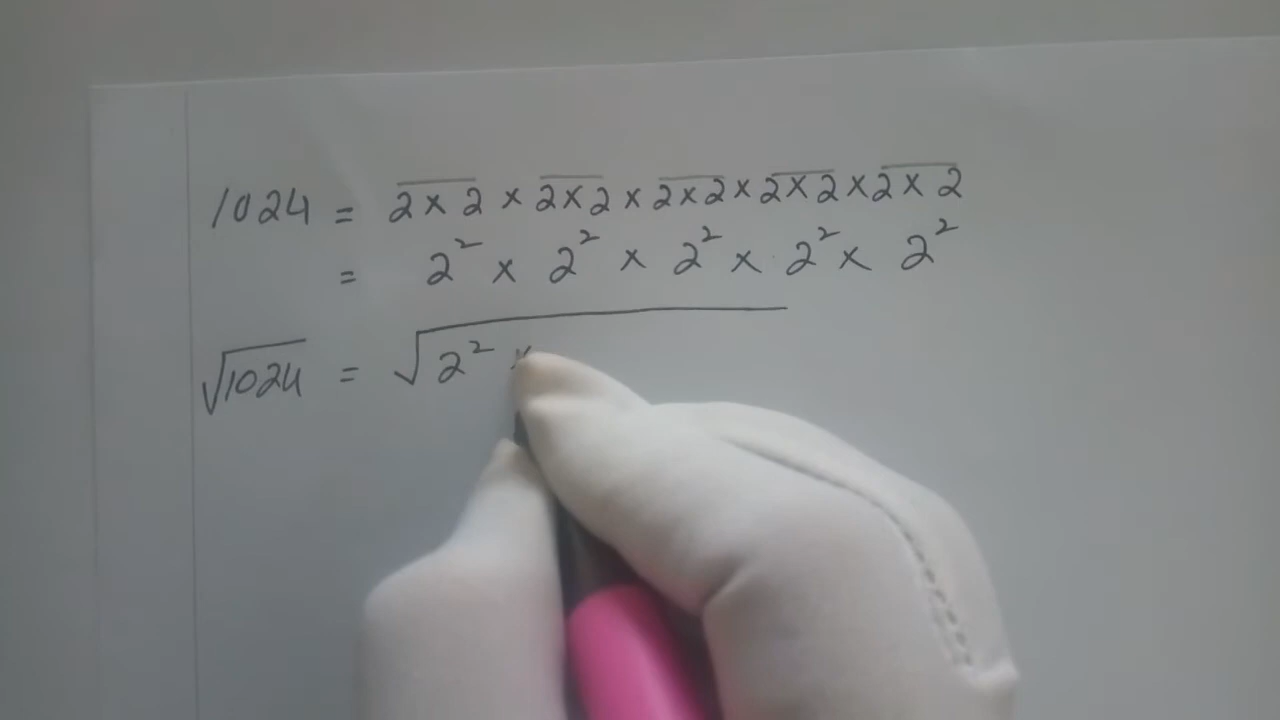 1024 = 2 × 2 × 2 × 2 × 2 × 2 × 2 × 2 × 2 × 2
= 2² × 2² × 2² × 2² × 2²
√1024 = √2² ×